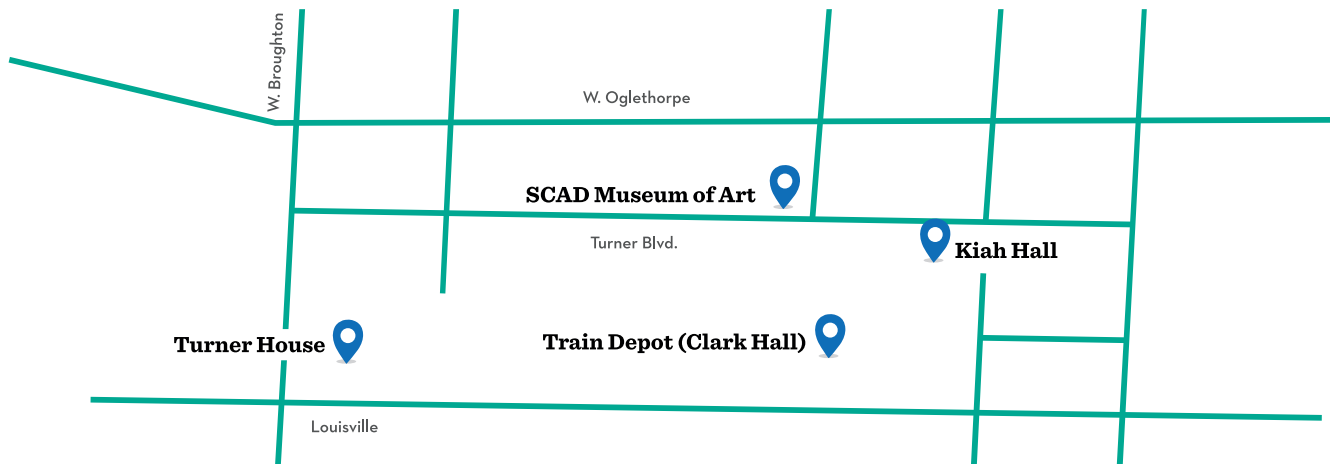 W. Broughton
W. Oglethorpe
SCAD Museum of Art
Turner Blvd.
Kiah Hall
Turner House
Train Depot (Clark Hall)
Louisville